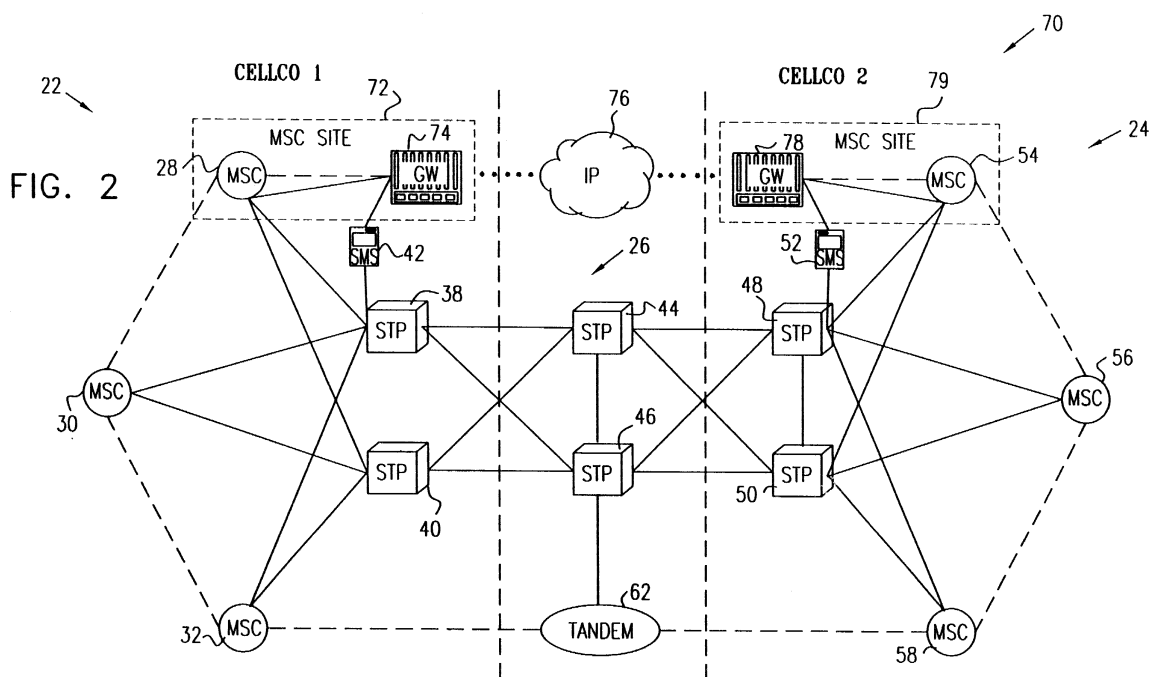 70
CELLCO 1
CELLCO 2
22
72
76
79
24
MSC SITE
74
78
MSC SITE
28
MSC
GW
IP
GW
MSC
54
FIG. 2
SMS
42
26
52
SMS
38
44
48
STP
STP
STP
56
MSC
30
MSC
46
STP
STP
STP
40
50
62
MSC
32
TANDEM
MSC
58